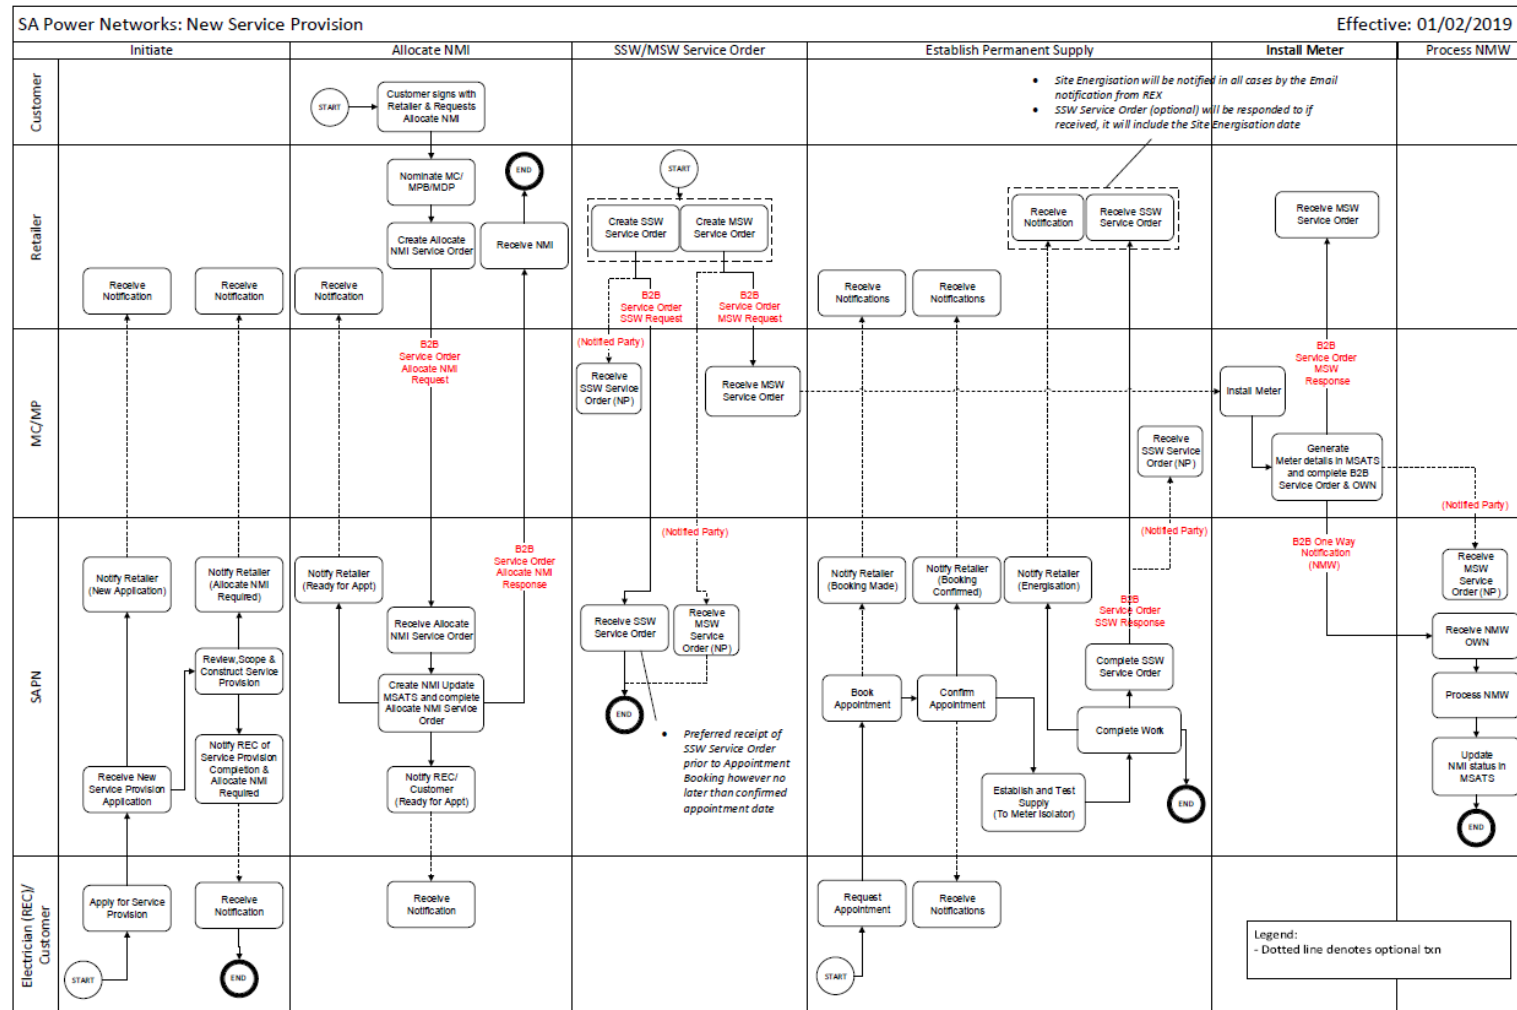 SA Power Networks: New Service Provision
Effective: 01/02/2019
Initiate
Allocate NMI
SSW/MSW Service Order
Establish Permanent Supply
Install Meter
Process NMW
Customer
START
Customer signs with
Retailer & Requests
Allocate NMI
• Site Energisation will be notified in all cases by the Email
notification from REX
• SSW Service Order (optional) will be responded to if
received, it will include the Site Energisation date
Retailer
Receive
Notification
Receive
Notification
Receive
Notification
Nominate MC/
MPB/MDP
Create Allocate
NMI Service Order
END
Receive NMI
START
Create SSW
Service Order
Create MSW
Service Order
B2B
Service Order
SSW Request
B2B
Service Order
MSW Request
Receive
Notifications
Receive
Notifications
Receive
Notification
Receive SSW
Service Order
Receive MSW
Service Order
MC/MP
B2B
Service Order
Allocate NMI
Request
(Notified Party)
Receive
SSW Service
Order (NP)
Receive MSW
Service Order
Receive
SSW Service
Order (NP)
Install Meter
B2B
Service Order
MSW
Response
Generate
Meter details in MSATS
and complete B2B
Service Order & OWN
(Notified Party)
SAPN
Notify Retailer
(New Application)
Notify Retailer
(Allocate NMI
Required)
Review,Scope &
Construct Service
Provision
Notify REC of
Service Provision
Completion &
Allocate NMI
Required
Receive New
Service Provision
Application
Notify Retailer
(Ready for Appt)
B2B
Service Order
Allocate NMI
Response
Receive Allocate
NMI Service Order
Create NMI Update
MSATS and complete
Allocate NMI Service
Order
Notify REC/
Customer
(Ready for Appt)
(Notified Party)
Receive SSW
Service Order
Receive
MSW
Service
Order (NP)
END
• Preferred receipt of
SSW Service Order
prior to Appointment
Booking however no
later than confirmed
appointment date
Notify Retailer
(Booking Made)
Notify Retailer
(Booking
Confirmed)
Notify Retailer
(Energisation)
(Notified Party)
B2B
Service Order
SSW Response
Complete SSW
Service Order
Book
Appointment
Confirm
Appointment
Complete Work
Establish and Test
Supply
(To Meter Isolator)
END
B2B One Way
Notification
(NMW)
Receive
MSW
Service
Order (NP)
Receive NMW
OWN
Process NMW
Update
NMI status in
MSATS
END
Electrician (REC)/
Customer
Apply for Service
Provision
START
Receive
Notification
END
Receive
Notification
Request
Appointment
Receive
Notifications
START
Legend:
- Dotted line denotes optional txn